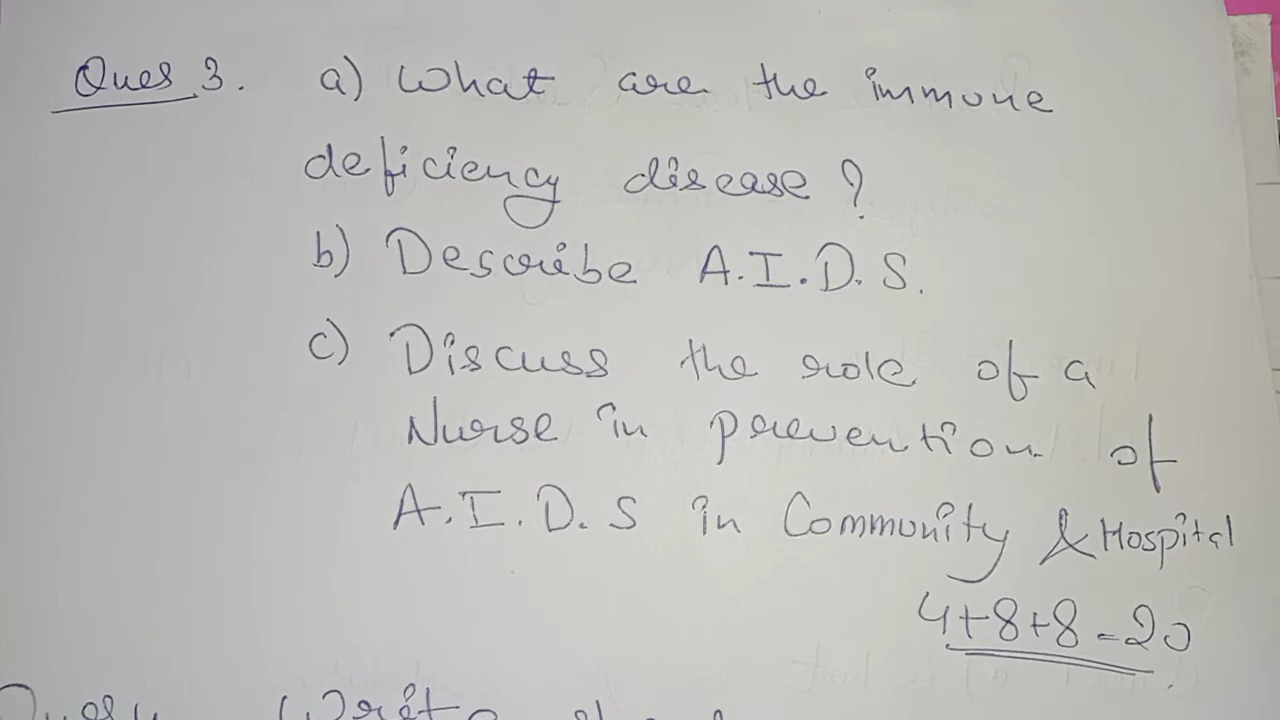 Ques 3. a) What are the immune
deficiency disease ?
b) Describe A.I.D.S.
c) Discuss the role of a
Nurse in prevention of
A.I.D.S in Community & Hospital
4+8+8=20
Write